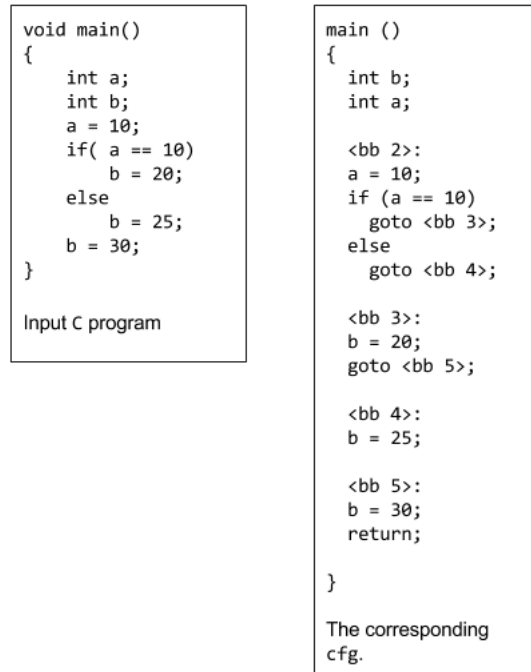 void main()
{
int a;
int b;
a = 10;
if( a == 10)
b = 20;
else
b = 25;
b = 30;
}
Input C program
main ()
{
int b;
int a;
<bb 2>:
a = 10;
if (a == 10)
goto <bb 3>;
else
goto <bb 4>;
<bb 3>:
b = 20;
goto <bb 5>;
<bb 4>:
b = 25;
<bb 5>:
b = 30;
return;
}
The corresponding
cfg.